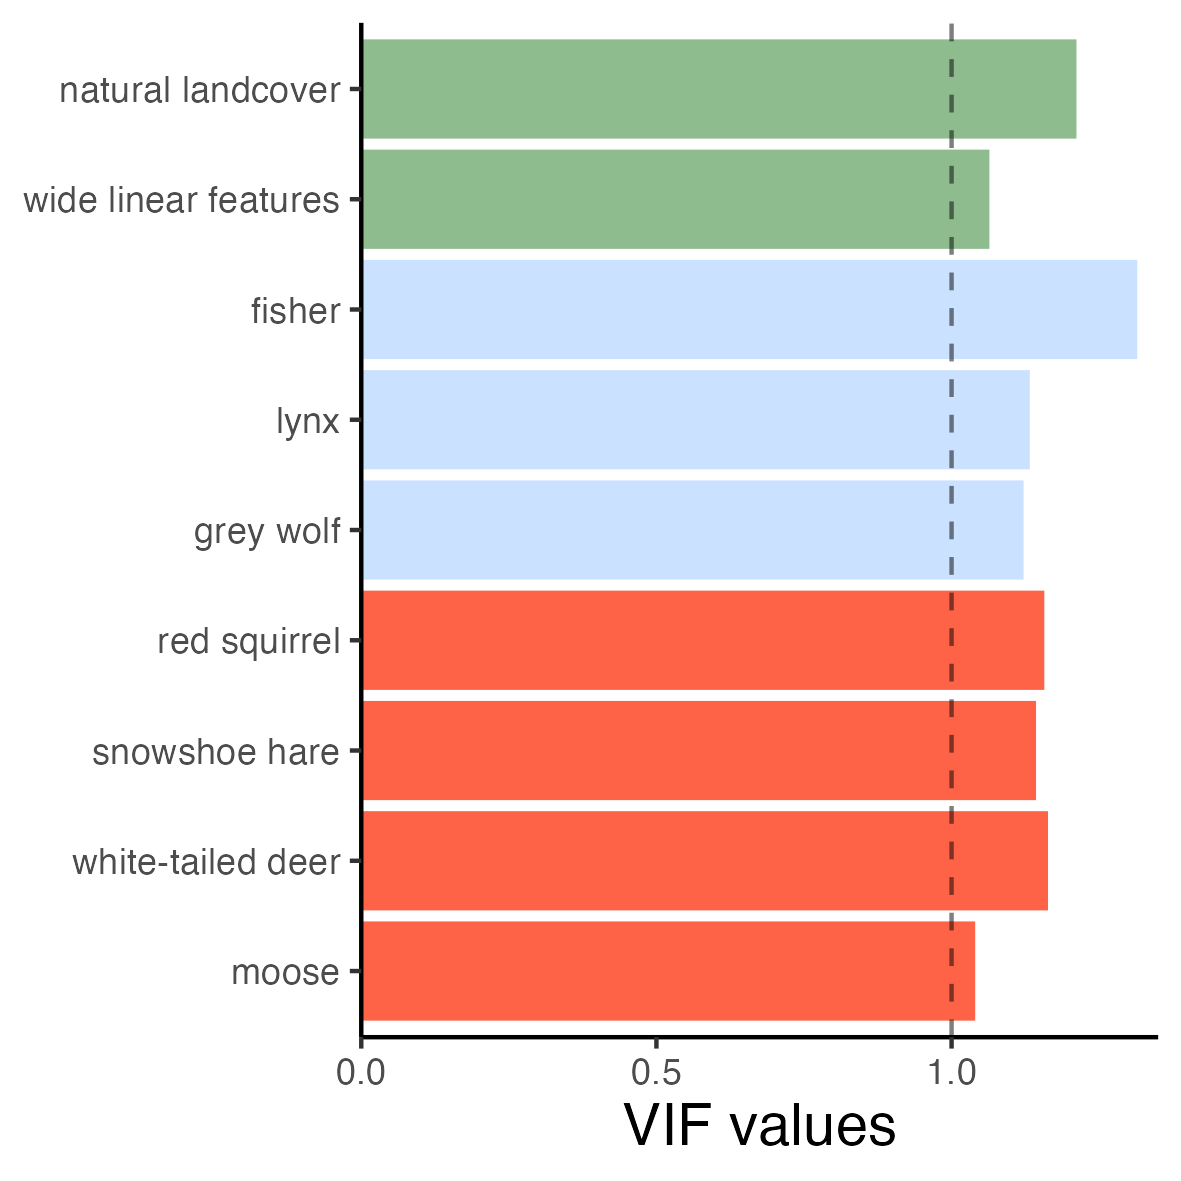 natural landcover
wide linear features
fisher
lynx
grey wolf
red squirrel
snowshoe hare
white-tailed deer
moose
0.0 0.5 1.0
VIF values